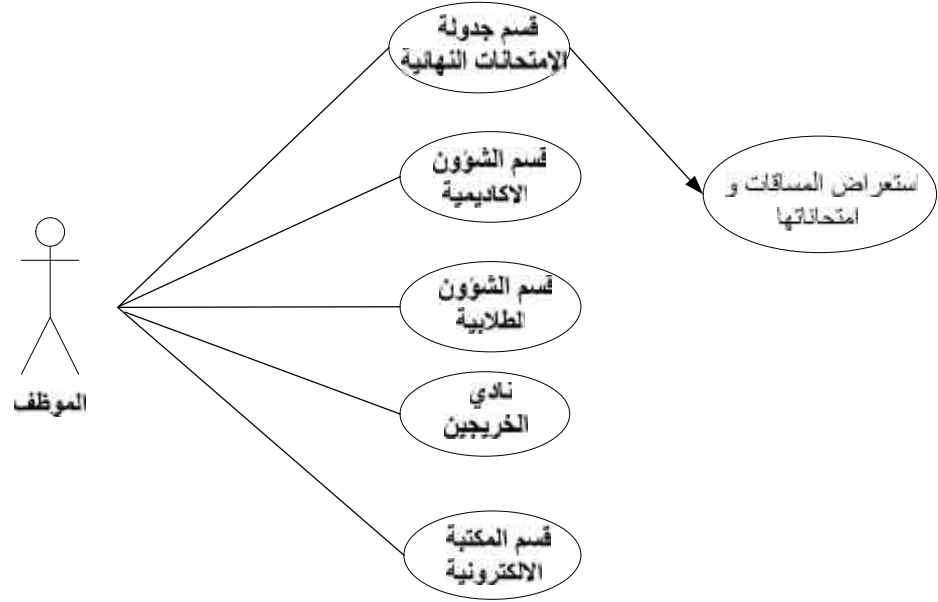 قسم جدولة
الامتحانات النهائية
قسم الشؤون
الاكاديمية
استعراض المساقات و
امتحاناتها
قسم الشؤون
الطلابية
الموظف
نادي
الخريجين
قسم المكتبة
الالكترونية